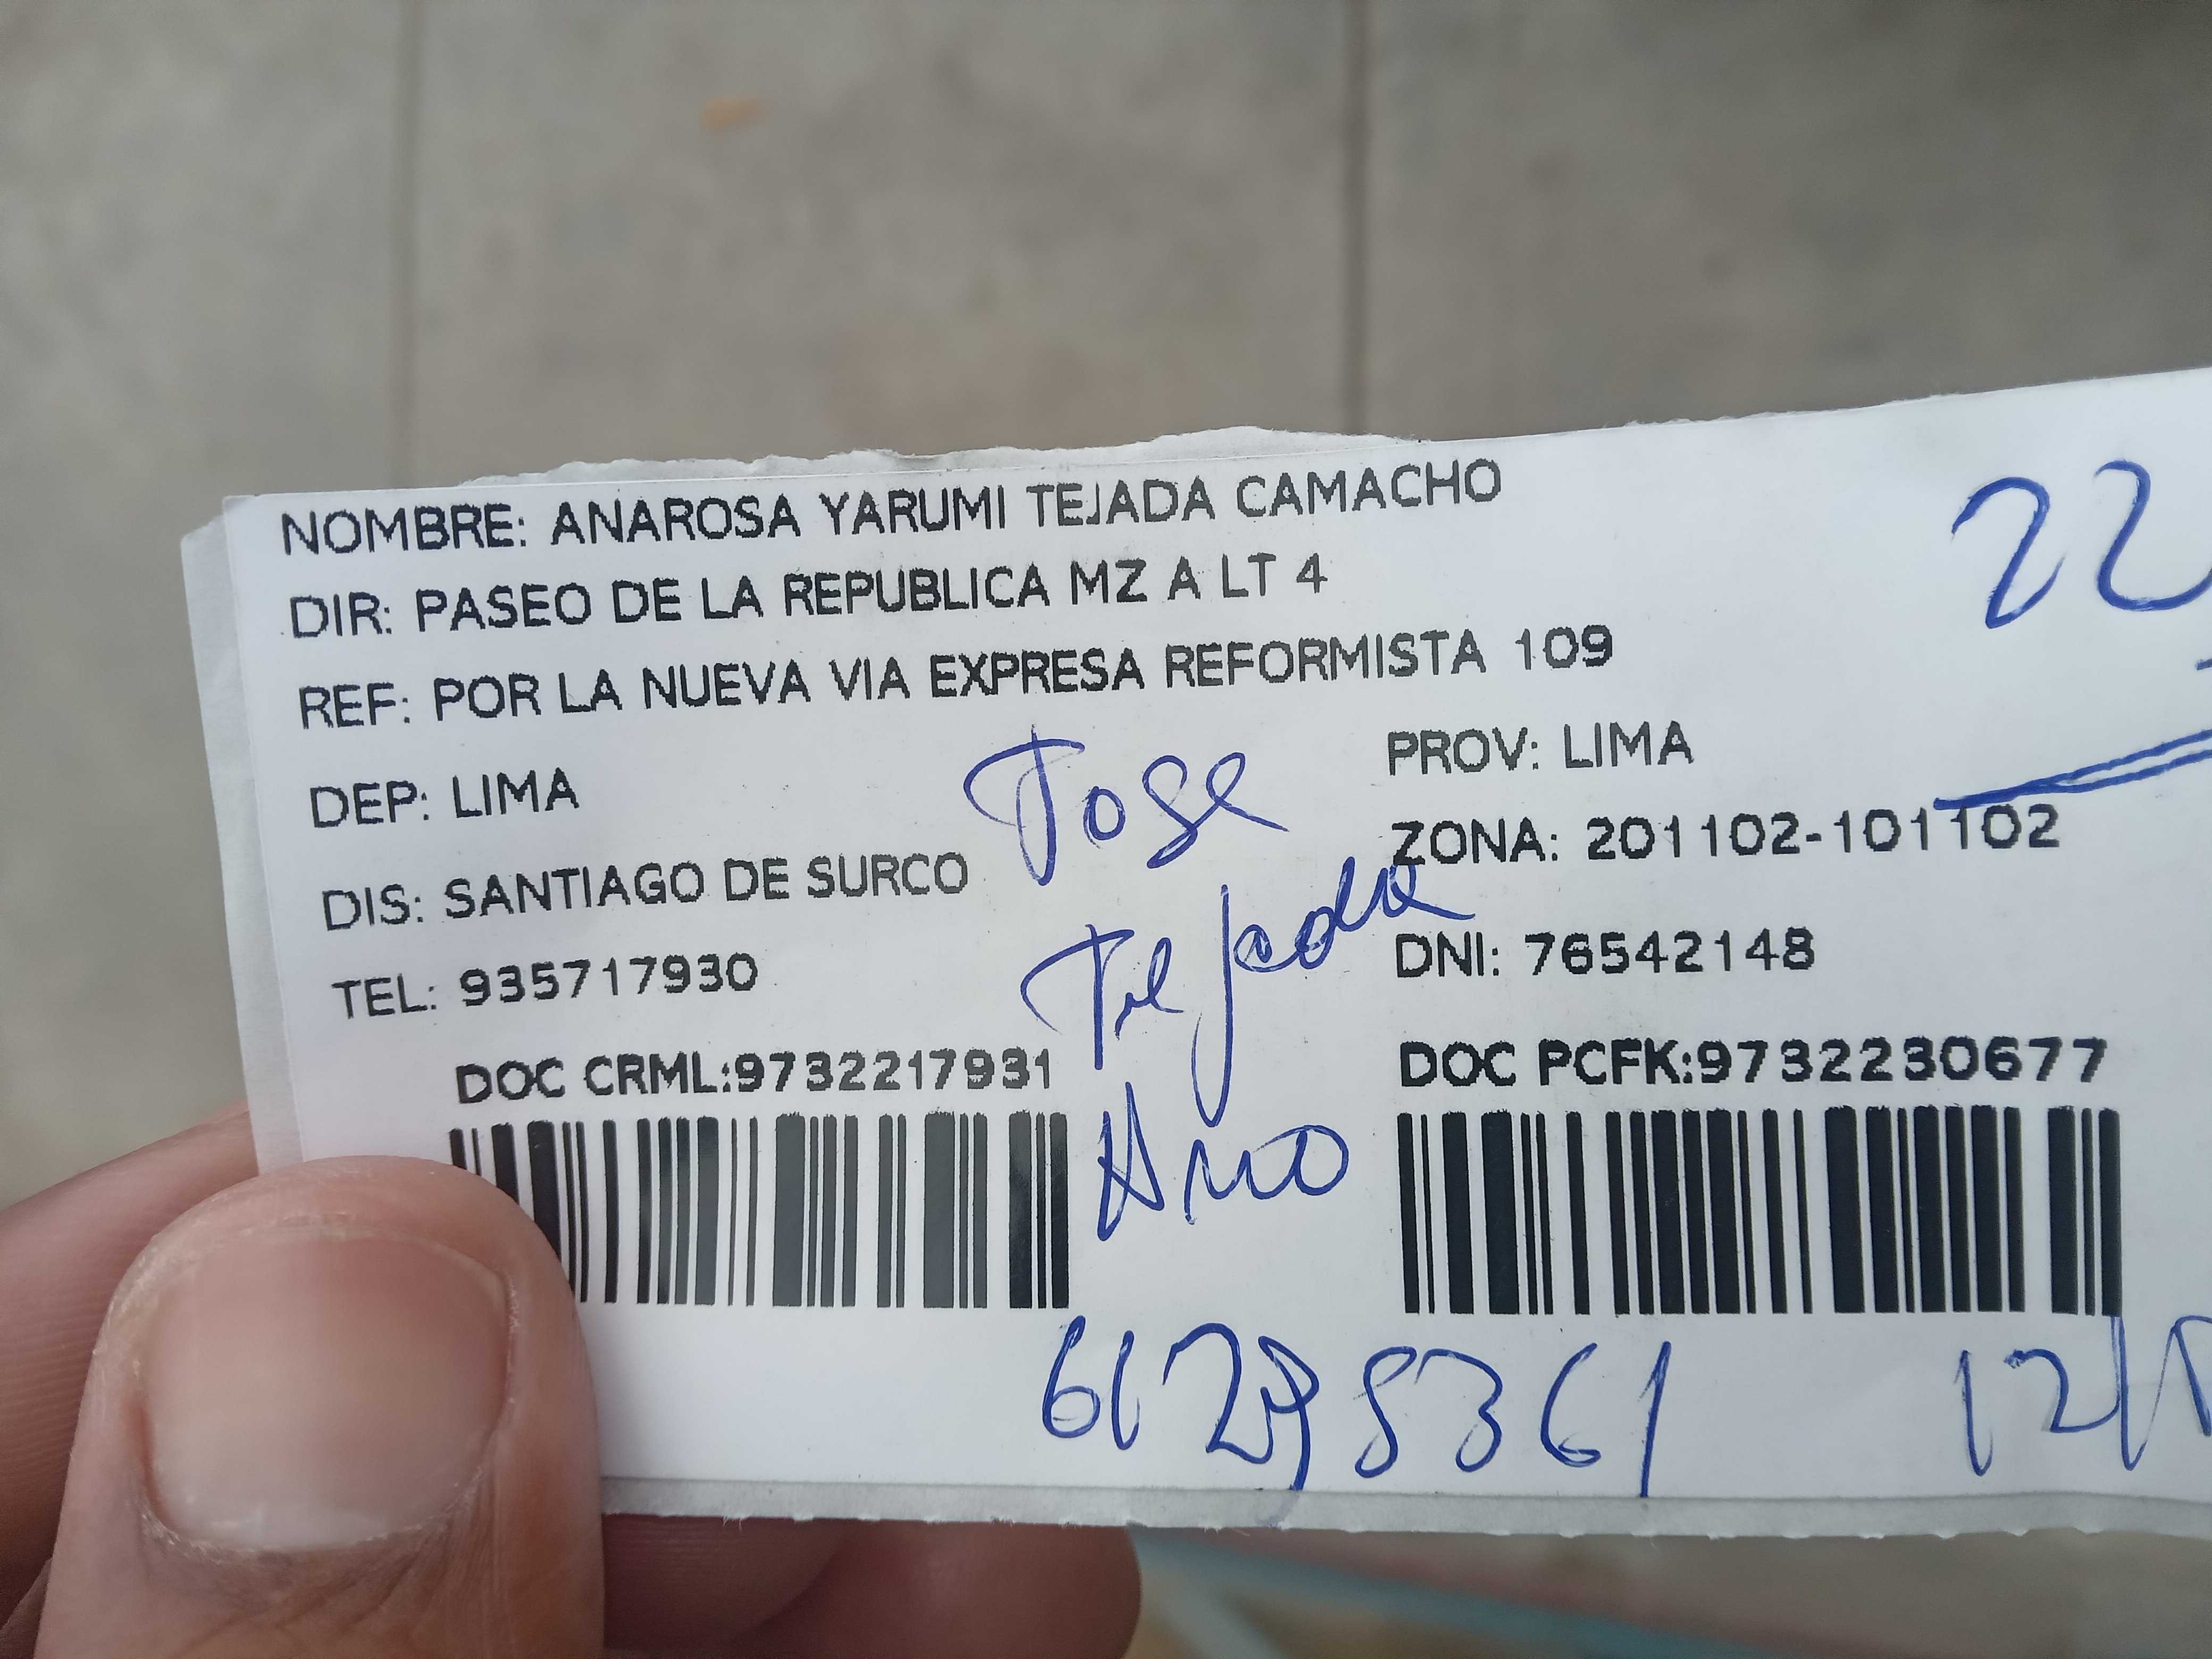 NOMBRE: ANAROSA YARUMI TEJADA CAMACHO
22
DIR: PASEO DE LA REPUBLICA MZ A LT 4
REF: POR LA NUEVA VIA EXPRESA REFORMISTA 109
DEP: LIMA
PROV: LIMA
Jose
ZONA: 201102-101102
DIS: SANTIAGO DE SURCO
Tejada
TEL: 935717930
DNI: 76542148
DOC CRML:9732217931
DOC PCFK:9732230677